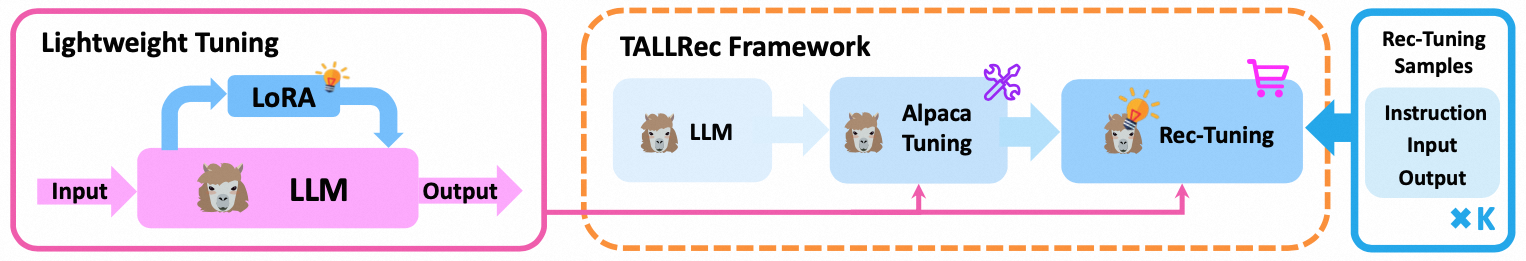 Lightweight Tuning
LoRA
LLM
Input
Output
TALLRec Framework
LLM
Alpaca
Tuning
Rec-Tuning
Rec-Tuning
Samples
Instruction
Input
Output
×K